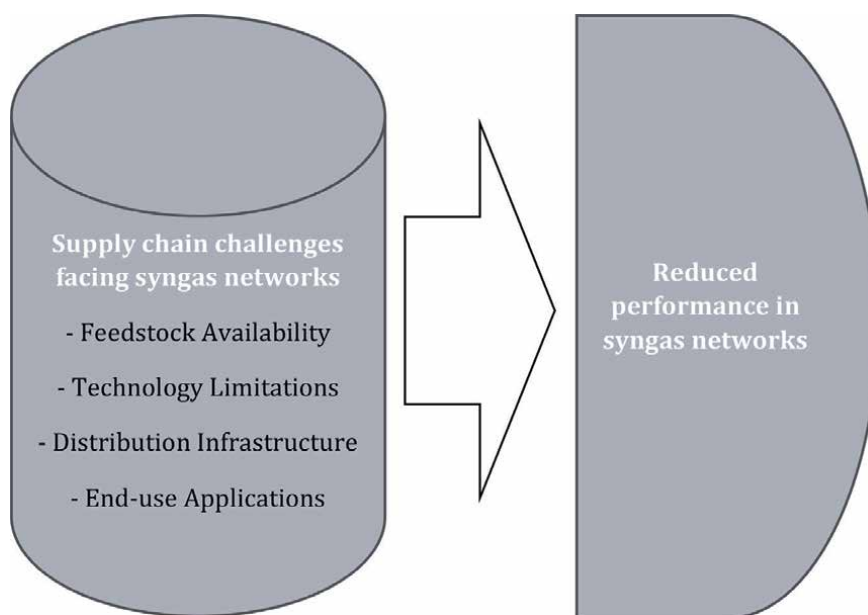 Supply chain challenges
facing syngas networks
- Feedstock Availability
- Technology Limitations
- Distribution Infrastructure
- End-use Applications
Reduced
performance in
syngas networks